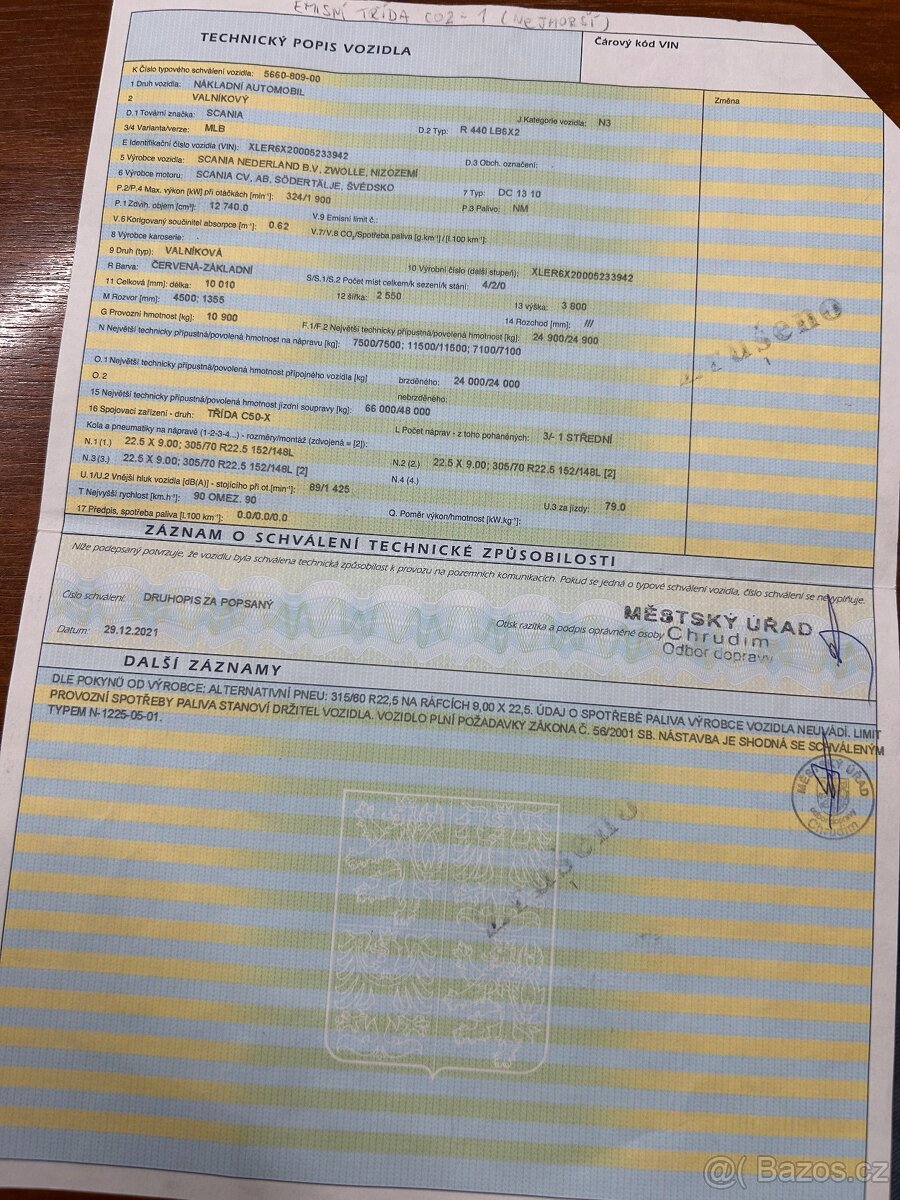 EMISNÍ TŘÍDA CO2 - 1 (NEJHORŠÍ)
TECHNICKÝ POPIS VOZIDLA
Čárový kód VIN
K Číslo typového schválení vozidla: 5660-809-00
1 Druh vozidla: NÁKLADNÍ AUTOMOBIL
Změna
2 VALNÍKOVÝ
J Kategorie vozidla: N3
D.1 Tovární značka: SCANIA
D.2 Typ: R 440 LB6X2
3/4 Varianta/verze: MLB
E Identifikační číslo vozidla (VIN): XLER6X20005233942
D.3 Obch. označení:
5 Výrobce vozidla: SCANIA NEDERLAND B.V, ZWOLLE, NIZOZEMÍ
6 Výrobce motoru: SCANIA CV, AB, SÖDERTÄLJE, ŠVÉDSKO
7 Typ: DC 13 10
P.2/P.4 Max. výkon [kW] při otáčkách [min⁻¹]: 324/1 900
P.3 Palivo: NM
P.1 Zdvih. objem [cm³]: 12 740.0
V.9 Emisní limit č.:
V.6 Korigovaný součinitel absorpce [m⁻¹]: 0.62
V.7/V.8 CO₂/Spotřeba paliva [g.km⁻¹] / [l.100 km⁻¹]:
8 Výrobce karoserie:
9 Druh (typ): VALNÍKOVÁ
10 Výrobní číslo (další stupeň): XLER6X20005233942
R Barva: ČERVENÁ-ZÁKLADNÍ
S/S.1/S.2 Počet míst celkem/k sezení/k stání: 4/2/0
11 Celková [mm]: délka: 10 010
12 šířka: 2 550
13 výška: 3 800
M Rozvor [mm]: 4500; 1355
14 Rozchod [mm]: ///
G Provozní hmotnost [kg]: 10 900
F.1/F.2 Největší technicky přípustná/povolená hmotnost [kg]: 24 900/24 900
N Největší technicky přípustná/povolená hmotnost na nápravu [kg]: 7500/7500; 11500/11500; 7100/7100
zrušeno
O.1 Největší technicky přípustná/povolená hmotnost přípojného vozidla [kg] brzděného: 24 000/24 000
O.2 nebrzděného:
15 Největší technicky přípustná/povolená hmotnost jízdní soupravy [kg]: 66 000/48 000
16 Spojovací zařízení - druh: TŘÍDA C50-X
L Počet náprav - z toho poháněných: 3/- 1 STŘEDNÍ
Kola a pneumatiky na nápravě (1-2-3-4...) - rozměry/montáž (zdvojená = [2]):
N.1 (1.) 22.5 X 9.00; 305/70 R22.5 152/148L
N.2 (2.) 22.5 X 9.00; 305/70 R22.5 152/148L [2]
N.3 (3.) 22.5 X 9.00; 305/70 R22.5 152/148L [2]
N.4 (4.)
U.1/U.2 Vnější hluk vozidla [dB(A)] - stojícího při ot.[min⁻¹]: 89/1 425
U.3 za jízdy: 79.0
T Nejvyšší rychlost [km.h⁻¹]: 90 OMEZ. 90
Q. Poměr výkon/hmotnost [kW.kg⁻¹]:
17 Předpis, spotřeba paliva [l.100 km⁻¹]: 0.0/0.0/0.0
ZÁZNAM O SCHVÁLENÍ TECHNICKÉ ZPŮSOBILOSTI
Níže podepsaný potvrzuje, že vozidlu byla schválena technická způsobilost k provozu na pozemních komunikacích. Pokud se jedná o typové schválení vozidla, číslo schválení se nevyplňuje.
Číslo schválení: DRUHOPIS ZA POPSANÝ
MĚSTSKÝ ÚŘAD
Otisk razítka a podpis oprávněné osoby
Chrudim
Odbor dopravy
Datum: 29.12.2021
DALŠÍ ZÁZNAMY
DLE POKYNŮ OD VÝROBCE: ALTERNATIVNÍ PNEU: 315/60 R22,5 NA RÁFCÍCH 9,00 X 22,5. ÚDAJ O SPOTŘEBĚ PALIVA VÝROBCE VOZIDLA NEUVÁDÍ. LIMIT
PROVOZNÍ SPOTŘEBY PALIVA STANOVÍ DRŽITEL VOZIDLA. VOZIDLO PLNÍ POŽADAVKY ZÁKONA Č. 56/2001 SB. NÁSTAVBA JE SHODNÁ SE SCHVÁLENÝM
TYPEM N-1225-05-01.
MĚSTSKÝ ÚŘAD
Chrudim
zrušeno
@( Bazos.cz